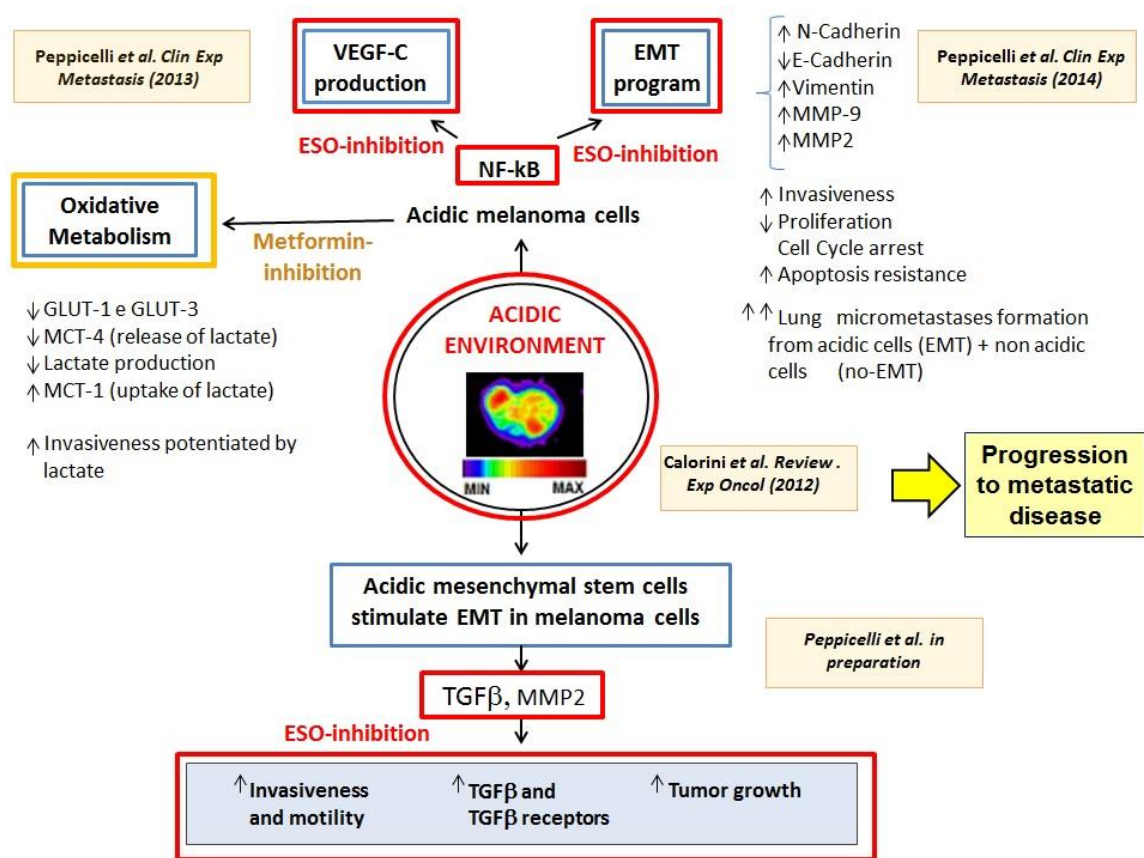 Peppicelli et al. Clin Exp
Metastasis (2013)
VEGF-C
production
EMT
program
↑ N-Cadherin
↓E-Cadherin
↑Vimentin
↑MMP-9
↑MMP2
Peppicelli et al. Clin Exp
Metastasis (2014)
ESO-inhibition
NF-kB
ESO-inhibition
Oxidative
Metabolism
Acidic melanoma cells
Metformin-
inhibition
↑ Invasiveness
↓ Proliferation
Cell Cycle arrest
↑ Apoptosis resistance
↑ ↑ Lung micrometastases formation
from acidic cells (EMT) + non acidic
cells (no-EMT)
↓GLUT-1 e GLUT-3
↓MCT-4 (release of lactate)
↓Lactate production
↑MCT-1 (uptake of lactate)
↑ Invasiveness potentiated by
lactate
ACIDIC
ENVIRONMENT
MIN MAX
Calorini et al. Review .
Exp Oncol (2012)
Progression
to metastatic
disease
Acidic mesenchymal stem cells
stimulate EMT in melanoma cells
Peppicelli et al. in
preparation
TGFβ, MMP2
ESO-inhibition
↑Invasiveness
and motility
↑TGFβ and
TGFβ receptors
↑Tumor growth